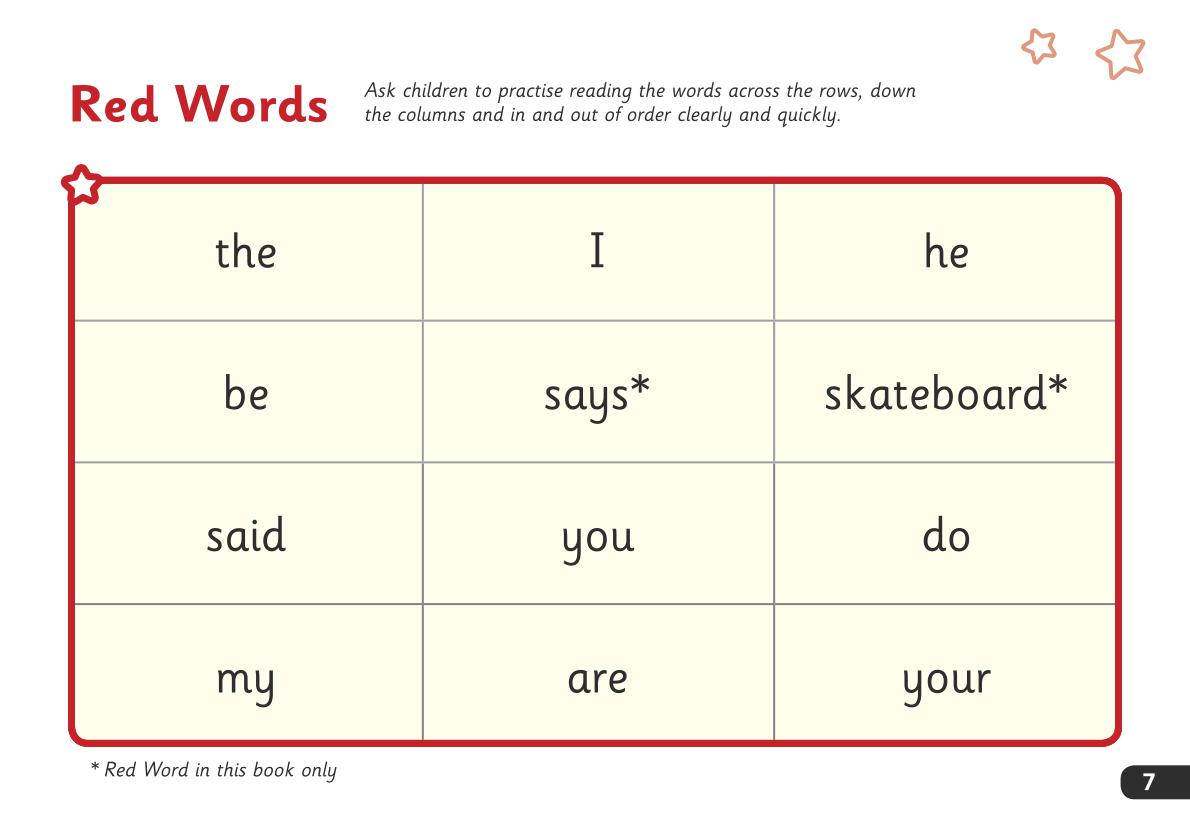 Red Words
Ask children to practise reading the words across the rows, down
the columns and in and out of order clearly and quickly.
the I he
be says* skateboard*
said you do
my are your
* Red Word in this book only
7